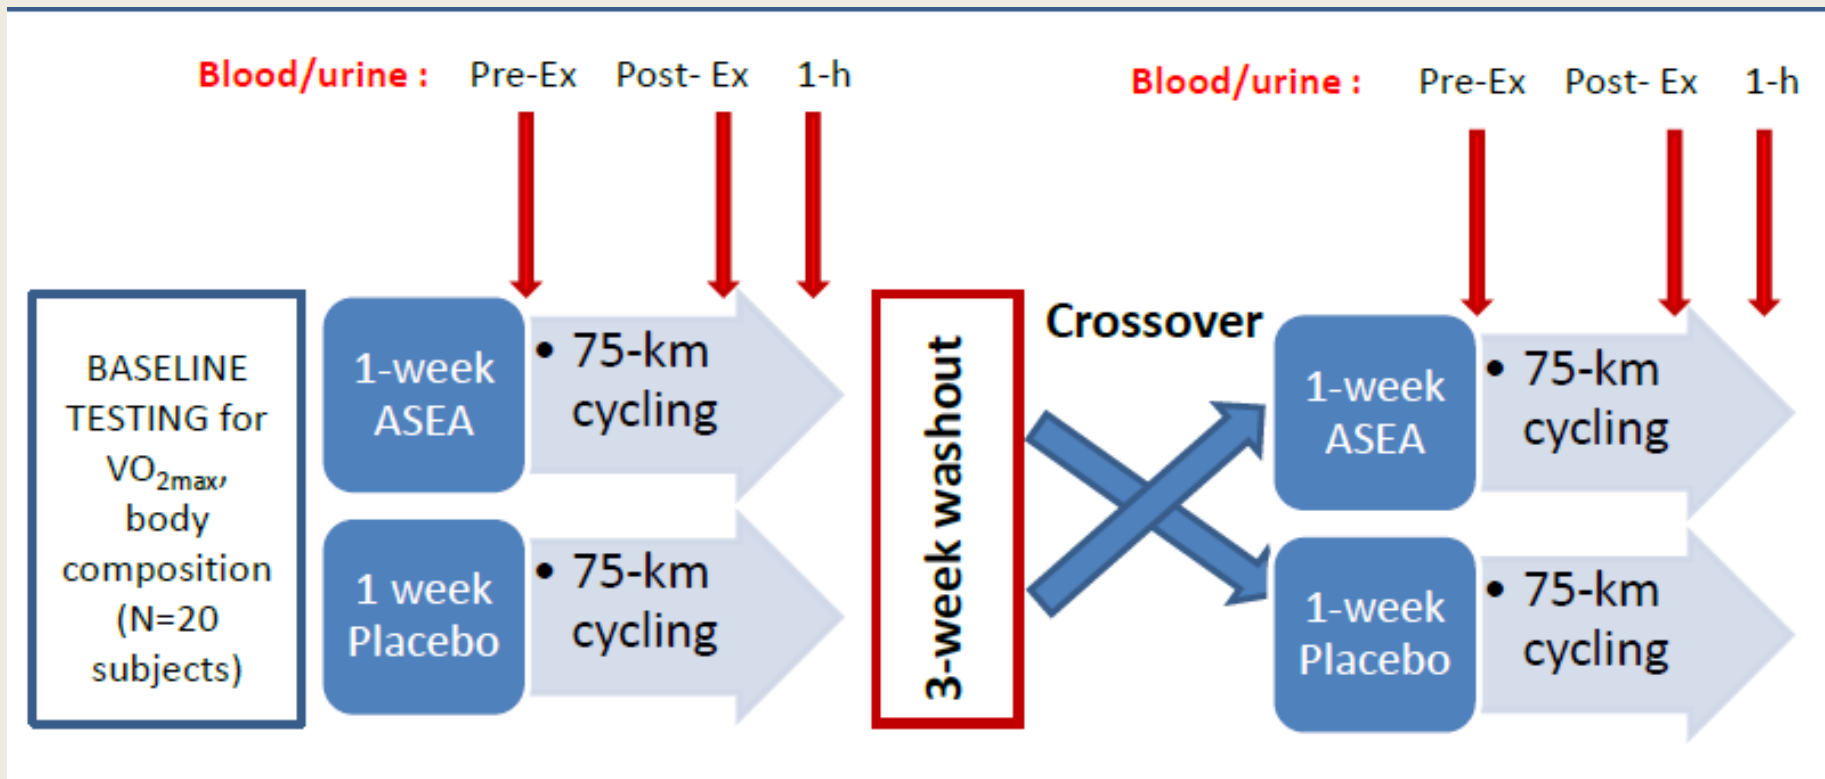 Blood/urine : Pre-Ex Post- Ex 1-h
BASELINE
TESTING for
VO2max,
body
composition
(N=20
subjects)
1-week
ASEA
• 75-km
cycling
1 week
Placebo
• 75-km
cycling
3-week washout
Crossover
Blood/urine : Pre-Ex Post- Ex 1-h
1-week
ASEA
• 75-km
cycling
1-week
Placebo
• 75-km
cycling